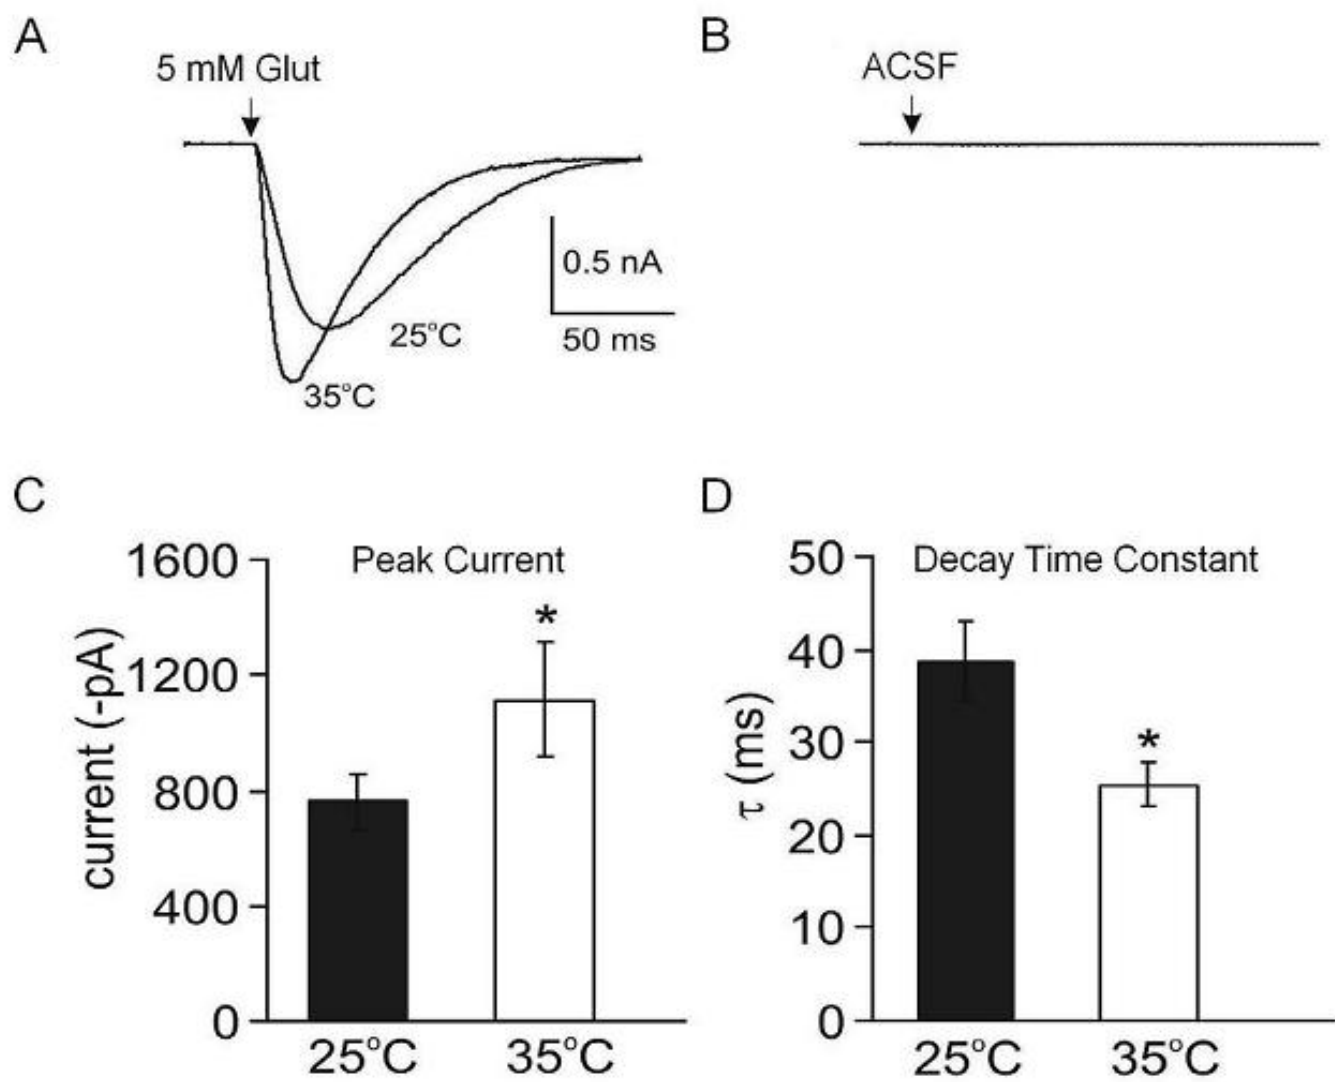 A
5 mM Glut
25°C
35°C
0.5 nA
50 ms
B
ACSF
C
Peak Current
current (-pA)
1600
1200
800
400
0
*
25°C
35°C
D
Decay Time Constant
τ (ms)
50
40
30
20
10
0
*
25°C
35°C